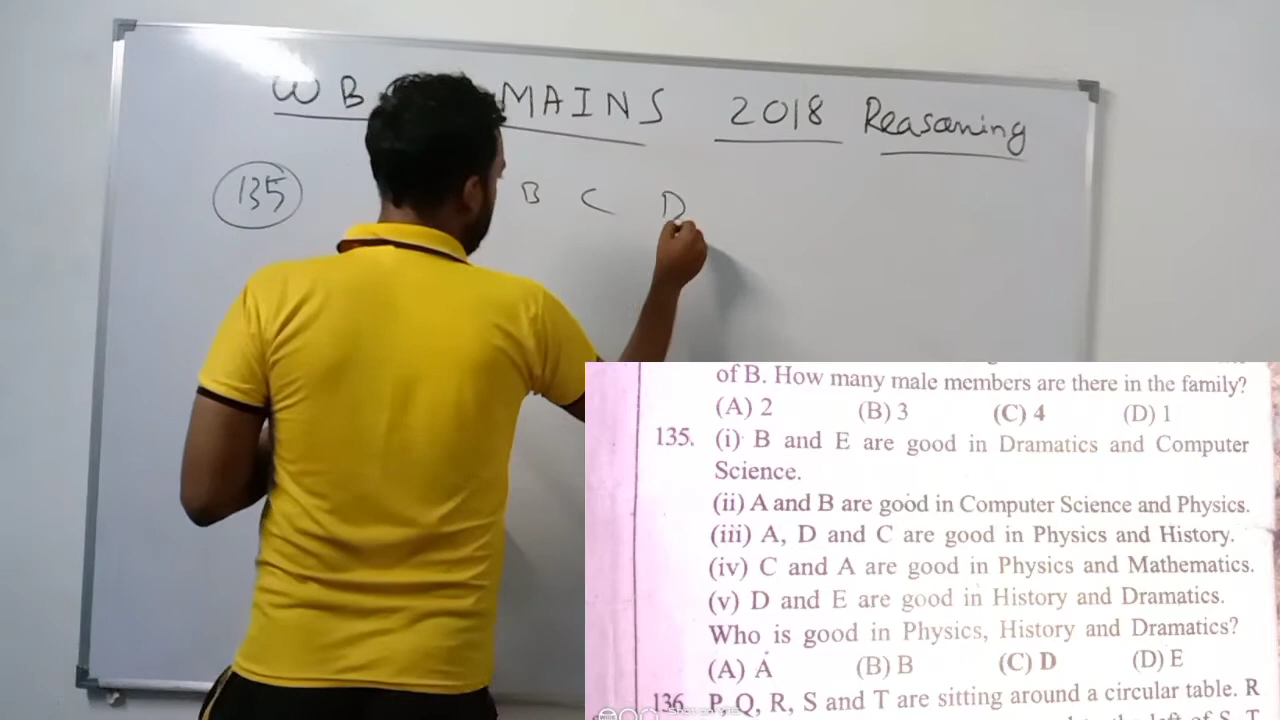 WB MAINS 2018 Reasoning
135 B C D
of B. How many male members are there in the family?
(A) 2 (B) 3 (C) 4 (D) 1
135. (i) B and E are good in Dramatics and Computer
Science.
(ii) A and B are good in Computer Science and Physics.
(iii) A, D and C are good in Physics and History.
(iv) C and A are good in Physics and Mathematics.
(v) D and E are good in History and Dramatics.
Who is good in Physics, History and Dramatics?
(A) A (B) B (C) D (D) E
136. P, Q, R, S and T are sitting around a circular table. R
the left of S. T